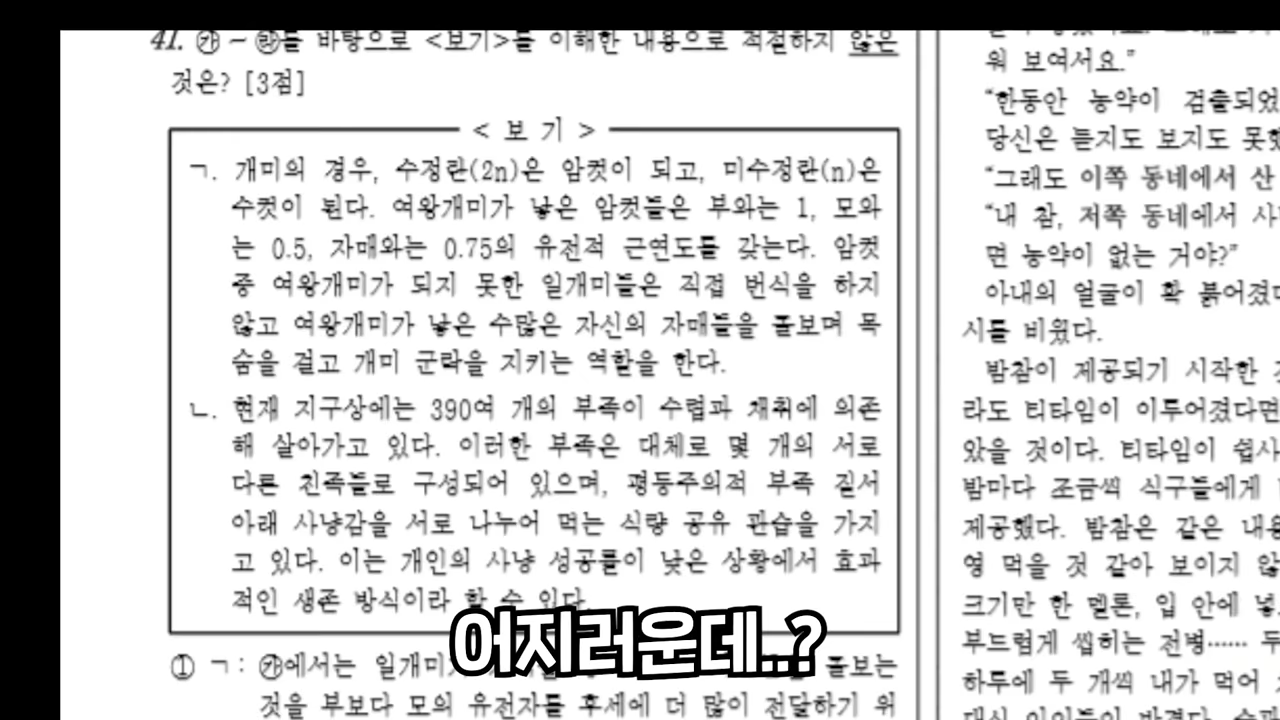 41. ㉮ ~ ㉱를 바탕으로 <보기>를 이해한 내용으로 적절하지 않은
것은? [3점]
< 보 기 >
ㄱ. 개미의 경우, 수정란(2n)은 암컷이 되고, 미수정란(n)은
수컷이 된다. 여왕개미가 낳은 암컷들은 부와는 1, 모와
는 0.5, 자매와는 0.75의 유전적 근연도를 갖는다. 암컷
중 여왕개미가 되지 못한 일개미들은 직접 번식을 하지
않고 여왕개미가 낳은 수많은 자신의 자매들을 돌보며 목
숨을 걸고 개미 군락을 지키는 역할을 한다.
ㄴ. 현재 지구상에는 390여 개의 부족이 수렵과 채취에 의존
해 살아가고 있다. 이러한 부족은 대체로 몇 개의 서로
다른 친족들로 구성되어 있으며, 평등주의적 부족 질서
아래 사냥감을 서로 나누어 먹는 식량 공유 관습을 가지
고 있다. 이는 개인의 사냥 성공률이 낮은 상황에서 효과
적인 생존 방식이라 할 수 있다.
① ㄱ: ㉮에서는 돌보는
것을 부보다 모의 유전자를 후세에 더 많이 전달하기 위
워 보여서요.”
“한동안 농약이 검출되었
당신은 듣지도 보지도 못했
“그래도 이쪽 동네에서 산
“내 참, 저쪽 동네에서 사
면 농약이 없는 거야?”
아내의 얼굴이 확 붉어졌다
시를 비웠다.
밤참이 제공되기 시작한
라도 티타임이 이루어졌다면
았을 것이다. 티타임이 쉽사
밤마다 조금씩 식구들에게
제공했다. 밤참은 같은 내용
영 먹을 것 같아 보이지 않
크기만 한 멜론, 입 안에 넣
부드럽게 씹히는 전병…… 두
하루에 두 개씩 내가 먹어
어지러운데..?